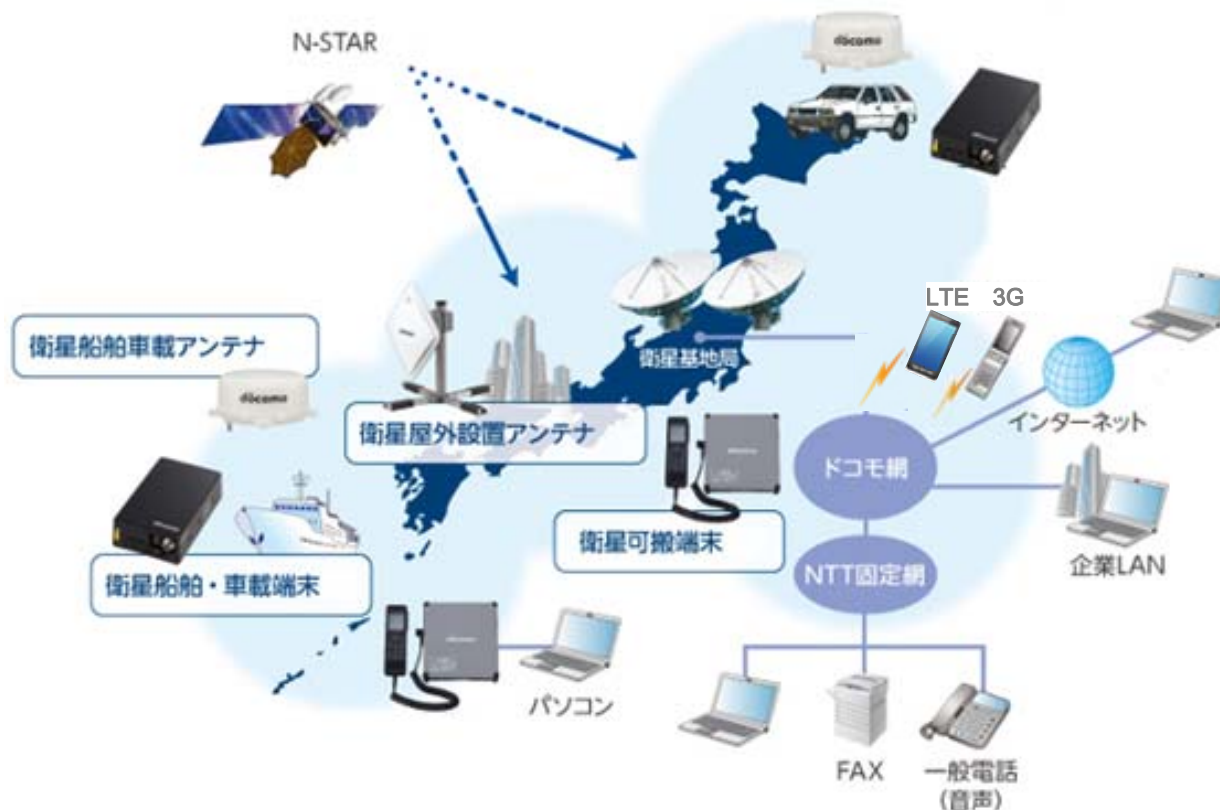 N-STAR
döcomo
LTE 3G
衛星船舶車載アンテナ
衛星基地局
döcomo
衛星屋外設置アンテナ
インターネット
ドコモ網
衛星可搬端末
企業LAN
衛星船舶・車載端末
NTT固定網
パソコン
FAX
一般電話
（音声）